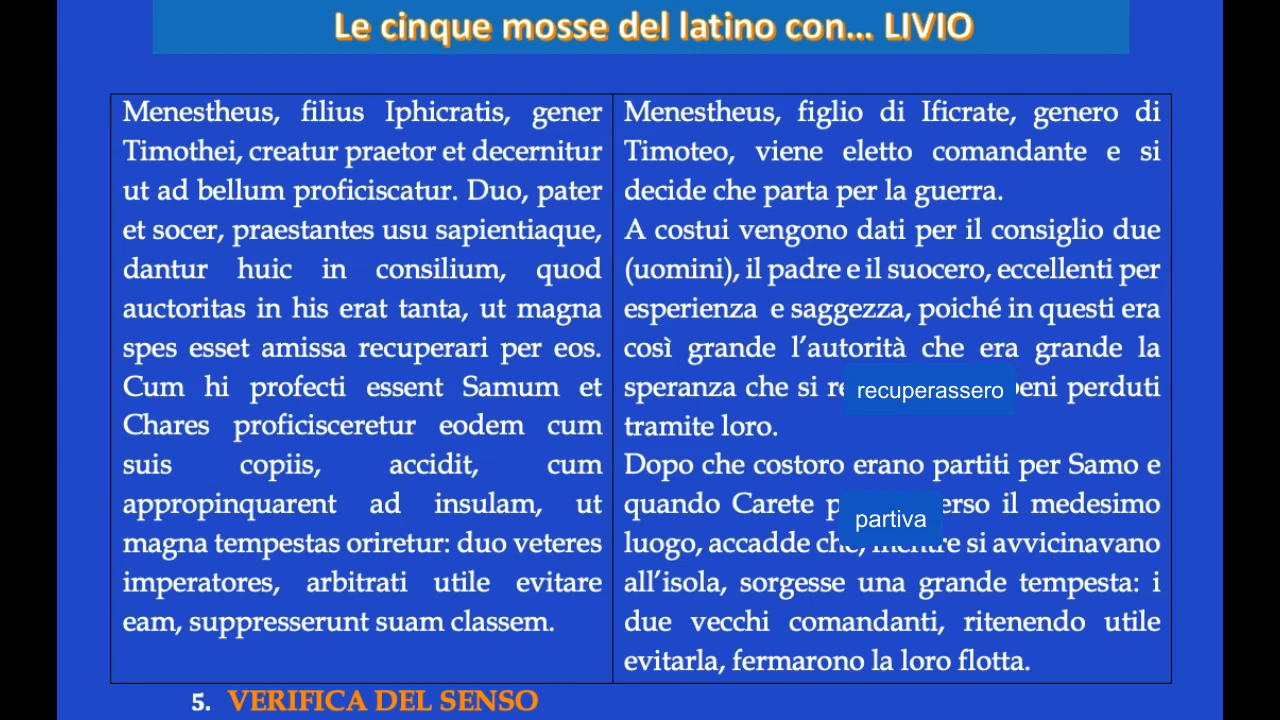 Le cinque mosse del latino con... LIVIO
Menestheus, filius Iphicratis, gener
Timothei, creatur praetor et decernitur
ut ad bellum proficiscatur. Duo, pater
et socer, praestantes usu sapientiaque,
dantur huic in consilium, quod
auctoritas in his erat tanta, ut magna
spes esset amissa recuperari per eos.
Cum hi profecti essent Samum et
Chares proficisceretur eodem cum
suis copiis, accidit, cum
appropinquarent ad insulam, ut
magna tempestas oriretur: duo veteres
imperatores, arbitrati utile evitare
eam, suppresserunt suam classem.
Menestheus, figlio di Ificrate, genero di
Timoteo, viene eletto comandante e si
decide che parta per la guerra.
A costui vengono dati per il consiglio due
(uomini), il padre e il suocero, eccellenti per
esperienza e saggezza, poiché in questi era
così grande l'autorità che era grande la
speranza che si recuperassero perduti
tramite loro.
Dopo che costoro erano partiti per Samo e
quando Carete partiva il medesimo
luogo, accadde che, mentre si avvicinavano
all'isola, sorgesse una grande tempesta: i
due vecchi comandanti, ritenendo utile
evitarla, fermarono la loro flotta.
5. VERIFICA DEL SENSO